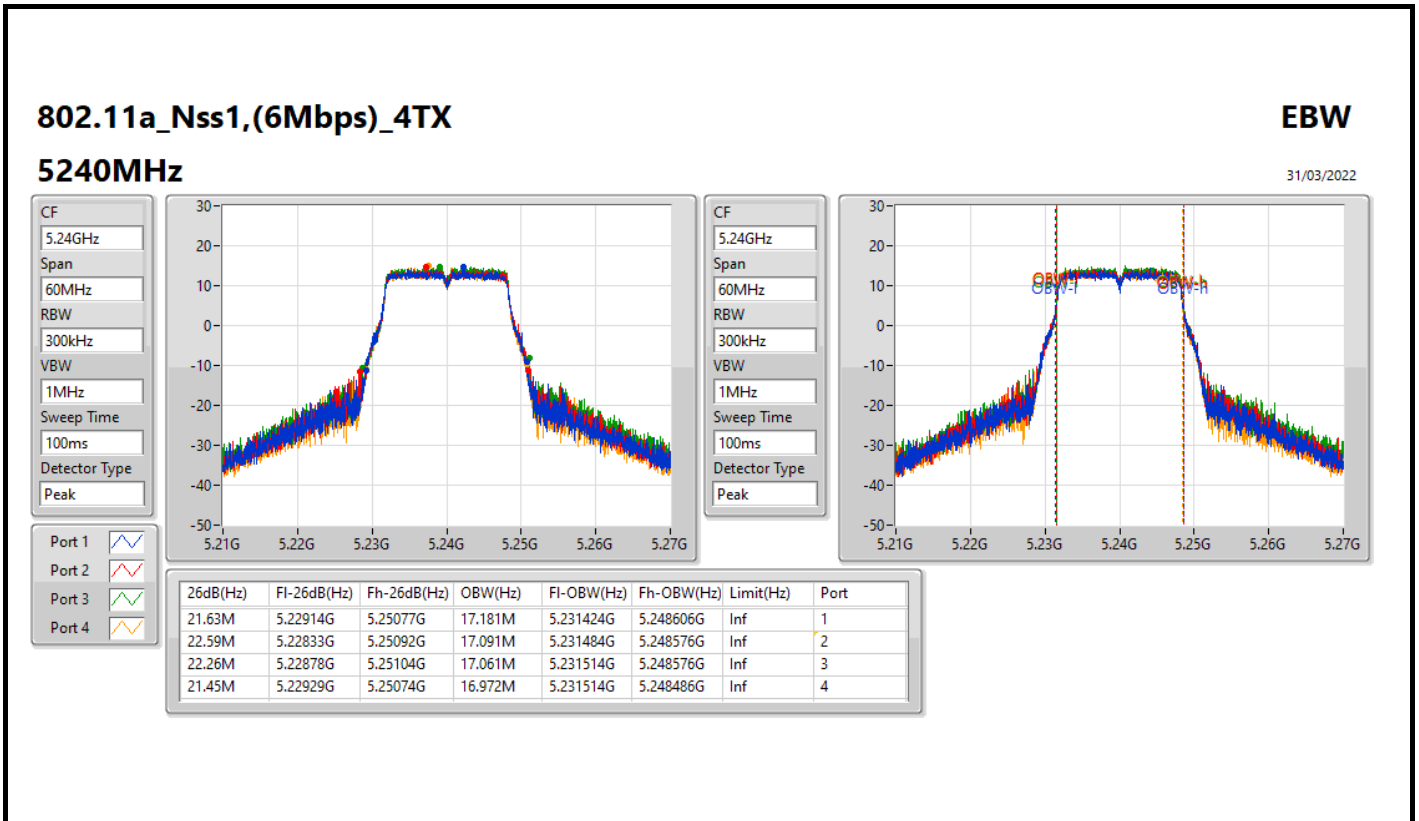 802.11a_Nss1,(6Mbps)_4TX
EBW
5240MHz
31/03/2022
CF
5.24GHz
Span
60MHz
RBW
300kHz
VBW
1MHz
Sweep Time
100ms
Detector Type
Peak
30
20
10
0
-10
-20
-30
-40
-50
5.21G 5.22G 5.23G 5.24G 5.25G 5.26G 5.27G
CF
5.24GHz
Span
60MHz
RBW
300kHz
VBW
1MHz
Sweep Time
100ms
Detector Type
Peak
30
20
10
0
-10
-20
-30
-40
-50
OBW-l OBW-h
5.21G 5.22G 5.23G 5.24G 5.25G 5.26G 5.27G
Port 1
Port 2
Port 3
Port 4
26dB(Hz) Fl-26dB(Hz) Fh-26dB(Hz) OBW(Hz) Fl-OBW(Hz) Fh-OBW(Hz) Limit(Hz) Port
21.63M 5.22914G 5.25077G 17.181M 5.231424G 5.248606G Inf 1
22.59M 5.22833G 5.25092G 17.091M 5.231484G 5.248576G Inf 2
22.26M 5.22878G 5.25104G 17.061M 5.231514G 5.248576G Inf 3
21.45M 5.22929G 5.25074G 16.972M 5.231514G 5.248486G Inf 4